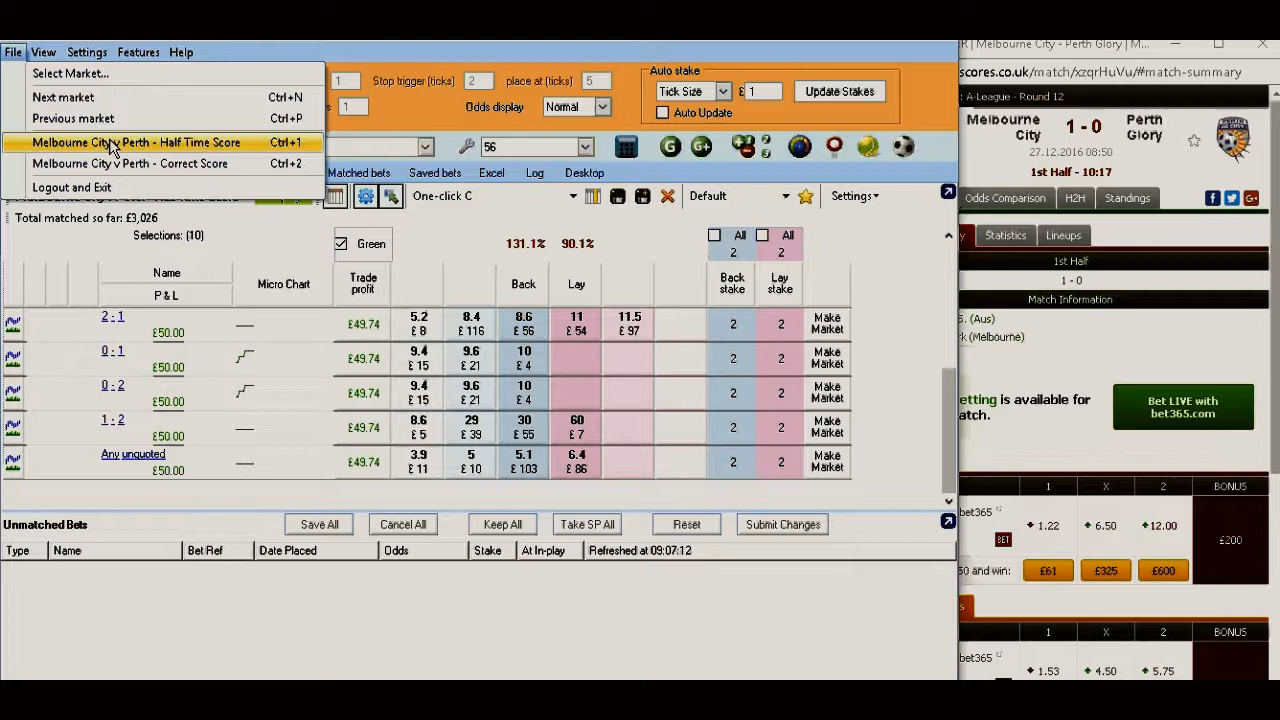 File View Settings Features Help
Select Market...
Next market Ctrl+N
Previous market Ctrl+P
Melbourne City v Perth - Half Time Score Ctrl+1
Melbourne City v Perth - Correct Score Ctrl+2
Logout and Exit
1 Stop trigger (ticks) 2 place at (ticks) 5
1 Odds display Normal
Auto stake
Tick Size £ 1 Update Stakes
Auto Update
56
G G+
Matched bets Saved bets Excel Log Desktop
One-click C Default Settings
Total matched so far: £3,026
Selections: (10) Green 131.1% 90.1% All 2 All 2
Name
P & L
Micro Chart Trade profit Back Lay Back stake Lay stake
2 - 1 £50.00 £49.74 5.2 8.4 8.6 11 11.5 2 2 Make Market
£ 8 £ 116 £ 56 £ 54 £ 97
0 - 1 £50.00 £49.74 9.4 9.6 10 2 2 Make Market
£ 15 £ 21 £ 4
0 - 2 £50.00 £49.74 9.4 9.6 10 2 2 Make Market
£ 15 £ 21 £ 4
1 - 2 £50.00 £49.74 8.6 29 30 60 2 2 Make Market
£ 5 £ 39 £ 55 £ 7
Any unquoted £50.00 £49.74 3.9 5 5.1 6.4 2 2 Make Market
£ 11 £ 10 £ 103 £ 86
Unmatched Bets Save All Cancel All Keep All Take SP All Reset Submit Changes
Type Name Bet Ref Date Placed Odds Stake At In-play Refreshed at 09:07:12
| Melbourne City - Perth Glory | M...
scores.co.uk/match/xzqrHuVu/#match-summary
: A-League - Round 12
Melbourne City 1 - 0 Perth Glory
27.12.2016 08:50
1st Half - 10:17
Odds Comparison H2H Standings
Statistics Lineups
1st Half
1 - 0
Match Information
(Aus)
(Melbourne)
etting is available for
atch.
Bet LIVE with
bet365.com
1 X 2 BONUS
bet365 1.22 6.50 12.00 £200
BET
50 and win: £61 £325 £600
1 X 2 BONUS
bet365 1.53 4.50 5.75